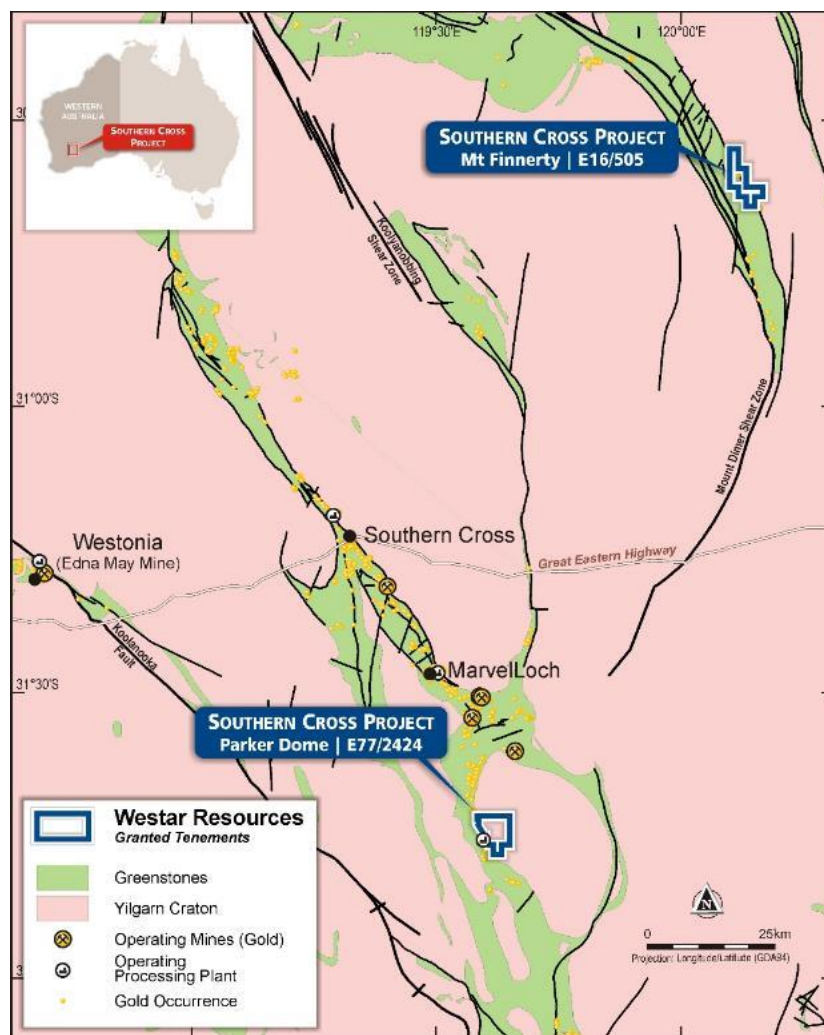 119°30'E
120°00'E
WESTERN
AUSTRALIA
SOUTHERN CROSS
PROJECT
SOUTHERN CROSS PROJECT
Mt Finnerty | E16/505
Koolyanobbing
Shear Zone
31°00'S
Mount Dimer Shear Zone
Southern Cross
Westonia
(Edna May Mine)
Great Eastern Highway
Koolanooka
Fault
MarvelLoch
31°30'S
SOUTHERN CROSS PROJECT
Parker Dome | E77/2424
Westar Resources
Granted Tenements
Greenstones
Yilgarn Craton
Operating Mines (Gold)
Operating
Processing Plant
Gold Occurrence
N
0 25km
Projection: Longitude/Latitude (GDA94)